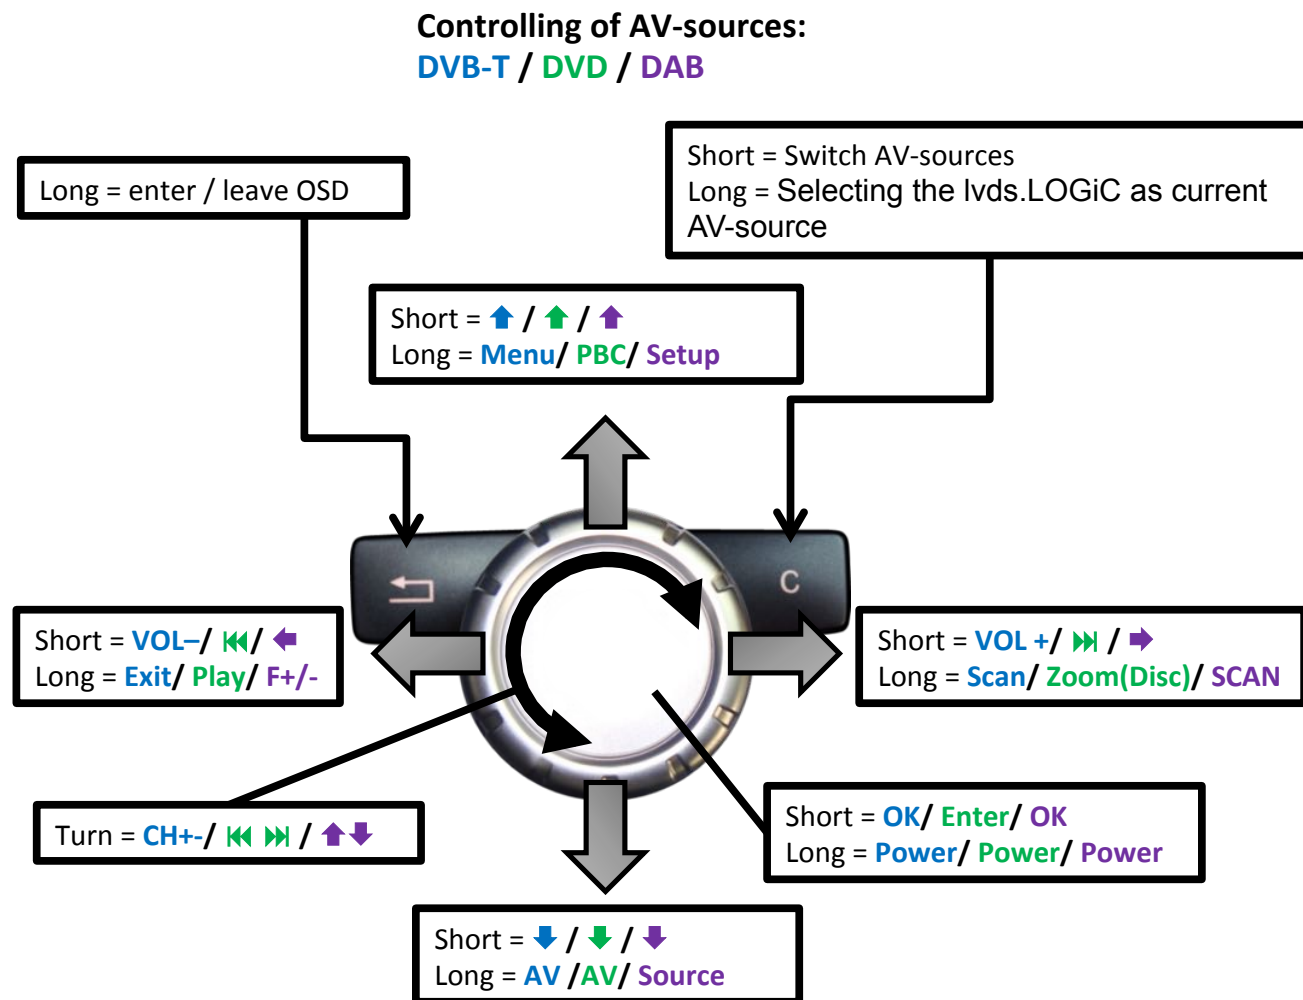 Controlling of AV-sources:
DVB-T / DVD / DAB
Long = enter / leave OSD
Short = Switch AV-sources
Long = Selecting the lvds.LOGiC as current
AV-source
Short = ⬆ / ⬆ / ⬆
Long = Menu/ PBC/ Setup
C
Short = VOL–/ ⏮/ ⬅
Long = Exit/ Play/ F+/-
Short = VOL +/ ⏭ / ➡
Long = Scan/ Zoom(Disc)/ SCAN
Turn = CH+-/ ⏮ ⏭ / ⬆⬇
Short = OK/ Enter/ OK
Long = Power/ Power/ Power
Short = ⬇ / ⬇ / ⬇
Long = AV /AV/ Source